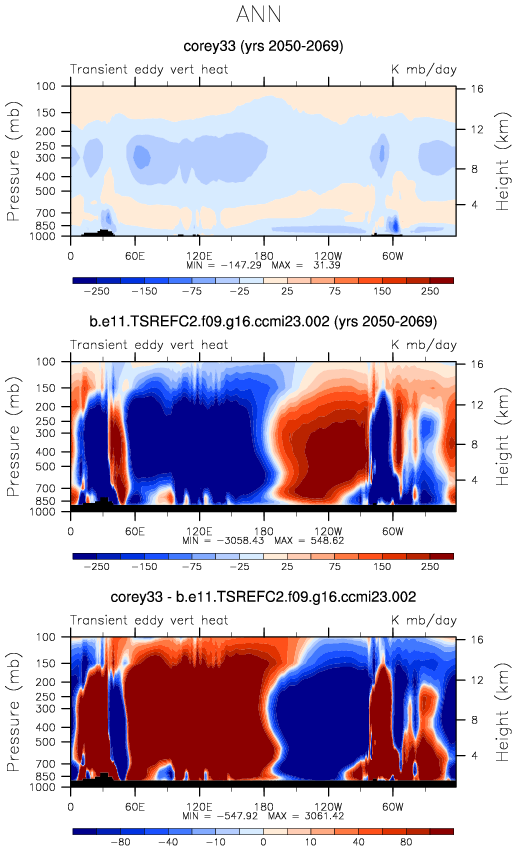 ANN
corey33 (yrs 2050-2069)
Transient eddy vert heat K mb/day
100 16
150
200 12
250
300 8
400
500 4
700
850
1000
Pressure (mb) Height (km)
0 60E 120E 180 120W 60W
MIN = -147.29 MAX = 31.39
-250 -150 -75 -25 25 75 150 250
b.e11.TSREFC2.f09.g16.ccmi23.002 (yrs 2050-2069)
Transient eddy vert heat K mb/day
100 16
150
200 12
250
300 8
400
500 4
700
850
1000
Pressure (mb) Height (km)
0 60E 120E 180 120W 60W
MIN = -3058.43 MAX = 548.62
-250 -150 -75 -25 25 75 150 250
corey33 - b.e11.TSREFC2.f09.g16.ccmi23.002
Transient eddy vert heat K mb/day
100 16
150
200 12
250
300 8
400
500 4
700
850
1000
Pressure (mb) Height (km)
0 60E 120E 180 120W 60W
MIN = -547.92 MAX = 3061.42
-80 -40 -10 0 10 40 80